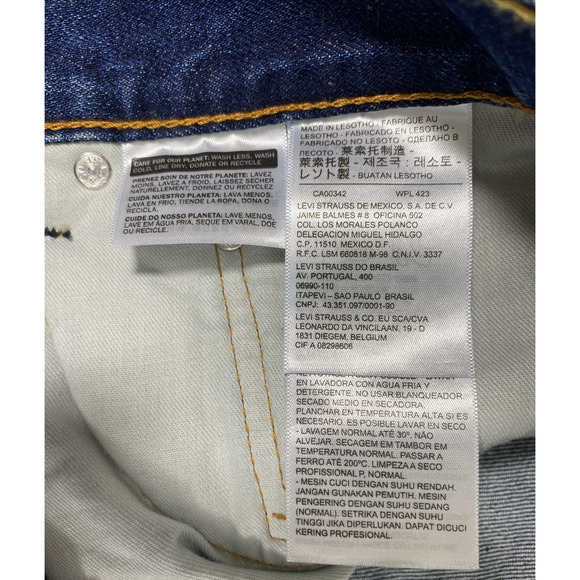 CARE FOR OUR PLANET: WASH LESS, WASH
COLD, LINE DRY, DONATE OR RECYCLE
PRENEZ SOIN DE NOTRE PLANETE: LAVEZ
MOINS, LAVEZ A FROID, LAISSEZ SECHER
NATURELLEMENT, DONNEZ OU RECYCLEZ
CUIDA NUESTRO PLANETA: LAVA MENOS,
LAVA EN FRIO, TIENDE LA ROPA, DONA O
RECICLA.
CUIDE DO NOSSO PLANETA: LAVE MENOS,
LAVE EM ÁGUA FRIA, SEQUE EM VARAL, DOE
OU RECICLE
MADE IN LESOTHO - FABRIQUE AU
LESOTHO - FABRICADO EN LESOTHO -
FABRICADO NO LESOTO - СДЕЛАНО В
ЛЕСОТО - 莱索托制造 -
萊索托製 - 제조국 : 레소토 -
レソト製 - BUATAN LESOTHO
CA00342 WPL 423
LEVI STRAUSS DE MEXICO, S.A. DE C.V.
JAIME BALMES # 8 OFICINA 502
COL. LOS MORALES POLANCO
DELEGACION MIGUEL HIDALGO
C.P. 11510 MEXICO D.F.
R.F.C. LSM 660818 M-98 C.N.I.V. 3337
LEVI STRAUSS DO BRASIL
AV. PORTUGAL, 400
06990-110
ITAPEVI – SAO PAULO BRASIL
CNPJ: 43.351.097/0001-90
LEVI STRAUSS & CO. EU SCA/CVA
LEONARDO DA VINCILAAN, 19 - D
1831 DIEGEM, BELGIUM
CIF A 08298606
EN LAVADORA CON AGUA FRIA Y
DETERGENTE. NO USAR BLANQUEADOR.
SECADO MEDIO EN SECADORA.
PLANCHAR EN TEMPERATURA ALTA SI ES
NECESARIO. ES POSIBLE LAVAR EN SECO
- LAVAGEM NORMAL ATÉ 30º. NÃO
ALVEJAR. SECAGEM EM TAMBOR EM
TEMPERATURA NORMAL. PASSAR A
FERRO ATÉ 200ºC. LIMPEZA A SECO
PROFISSIONAL P, NORMAL.
- MESIN CUCI DENGAN SUHU RENDAH.
JANGAN GUNAKAN PEMUTIH. MESIN
PENGERING DENGAN SUHU SEDANG
(NORMAL). SETRIKA DENGAN SUHU
TINGGI JIKA DIPERLUKAN. DAPAT DICUCI
KERING PROFESIONAL.